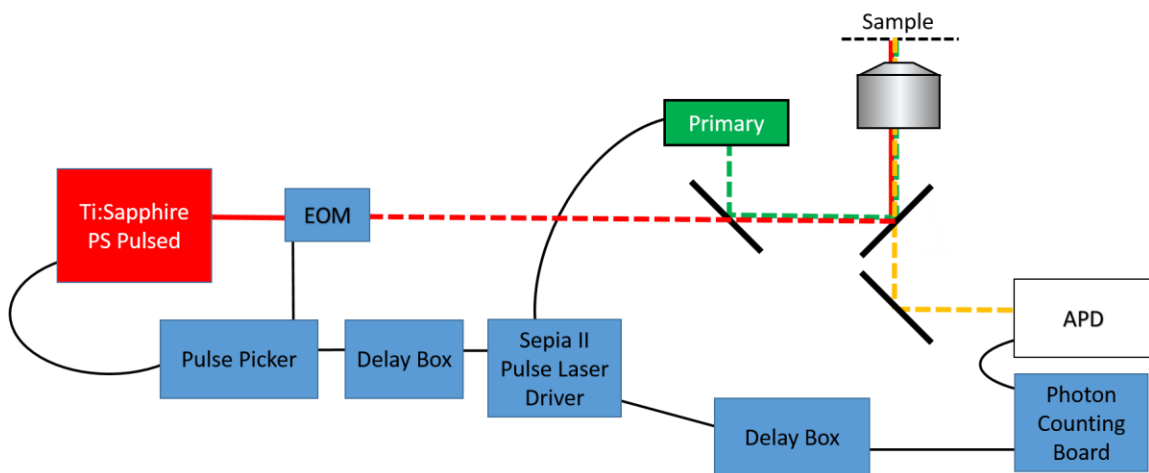 Sample
Primary
Ti:Sapphire
PS Pulsed
EOM
APD
Pulse Picker
Delay Box
Sepia II
Pulse Laser
Driver
Delay Box
Photon
Counting
Board